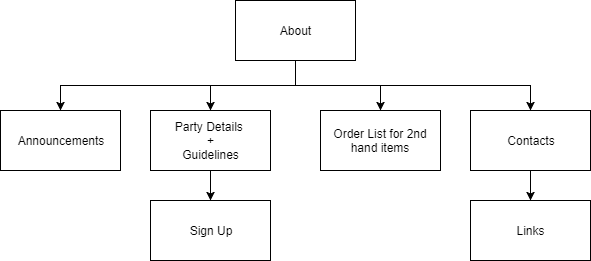 About
Announcements
Party Details
+
Guidelines
Order List for 2nd
hand items
Contacts
Sign Up
Links